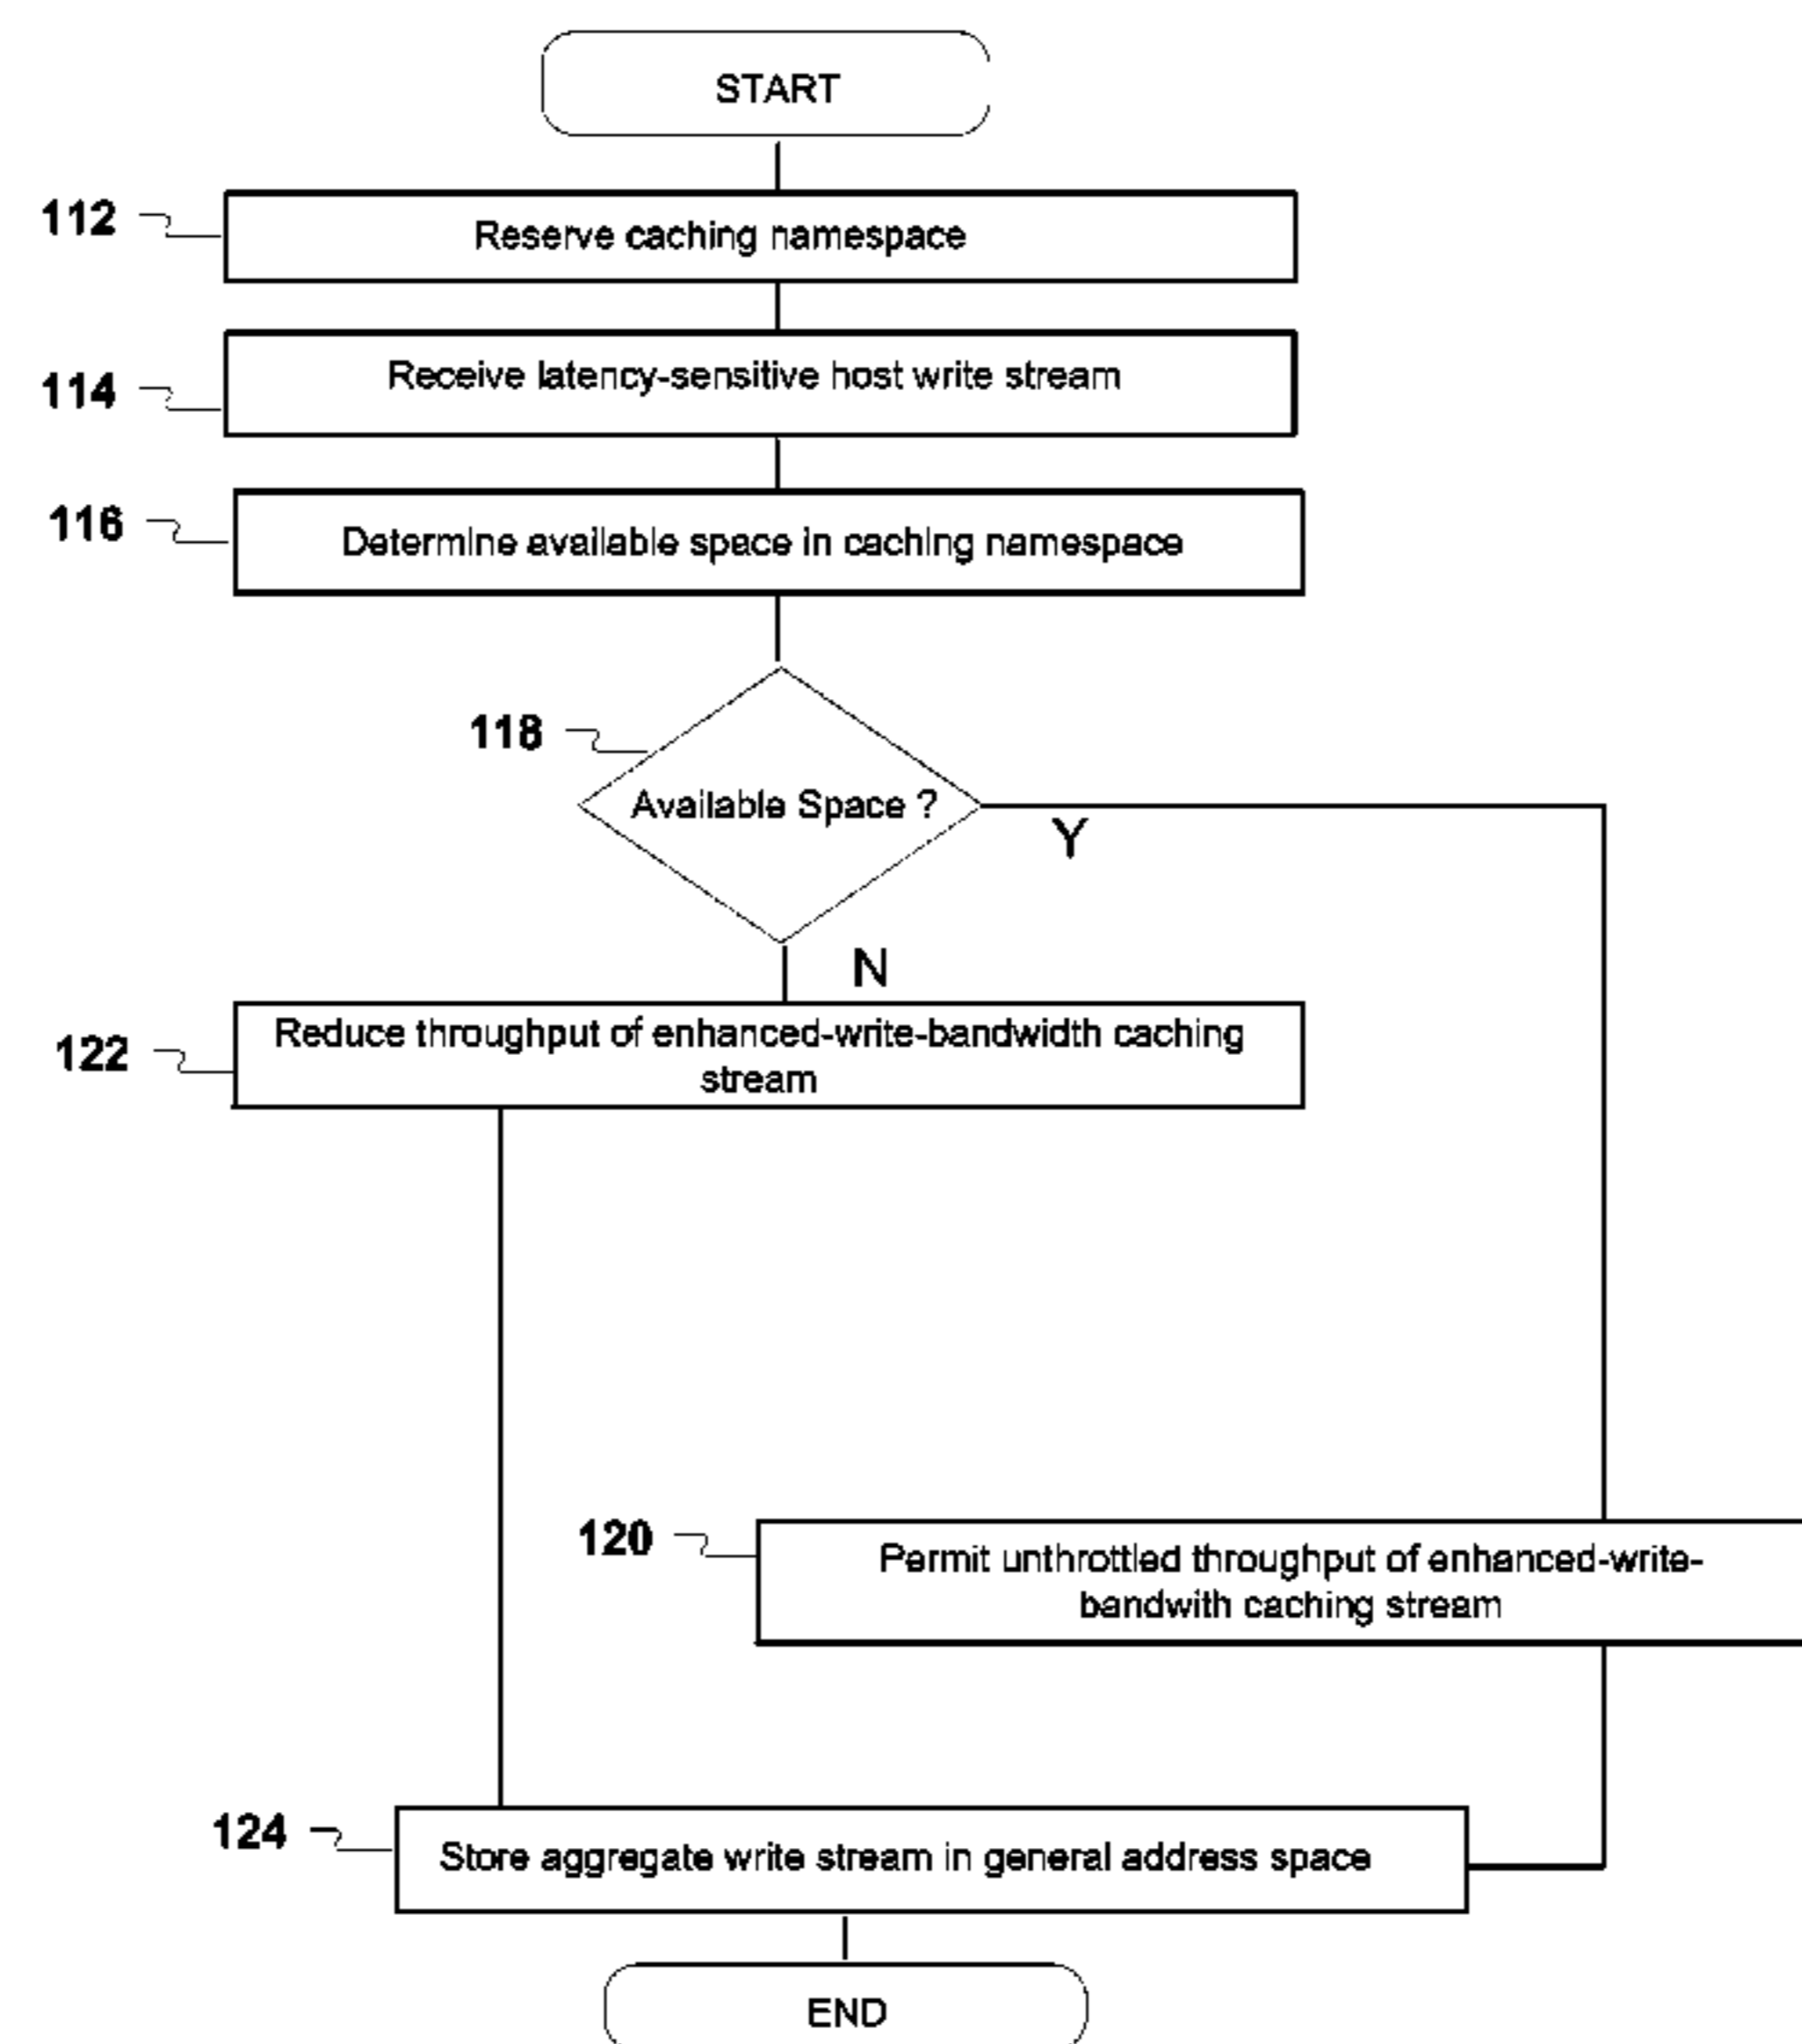 START
112
Reserve caching namespace
114
Receive latency-sensitive host write stream
116
Determine available space in caching namespace
118
Available Space ?
Y
N
122
Reduce throughput of enhanced-write-bandwidth caching
stream
120
Permit unthrottled throughput of enhanced-write-
bandwith caching stream
124
Store aggregate write stream in general address space
END